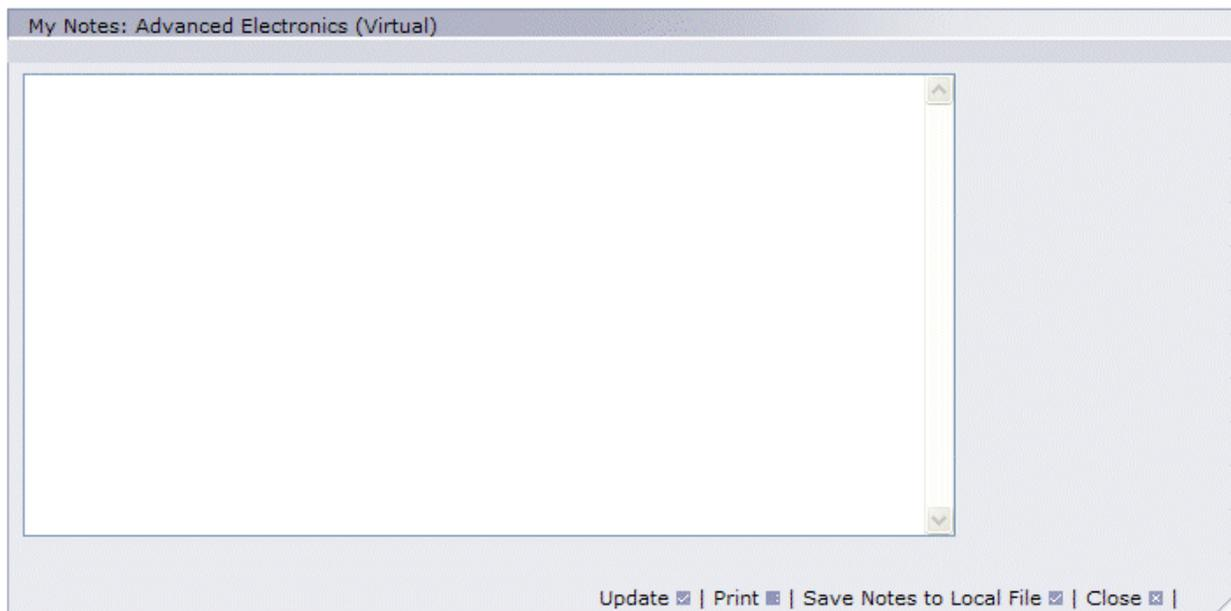 My Notes: Advanced Electronics (Virtual)
Update | Print | Save Notes to Local File | Close |